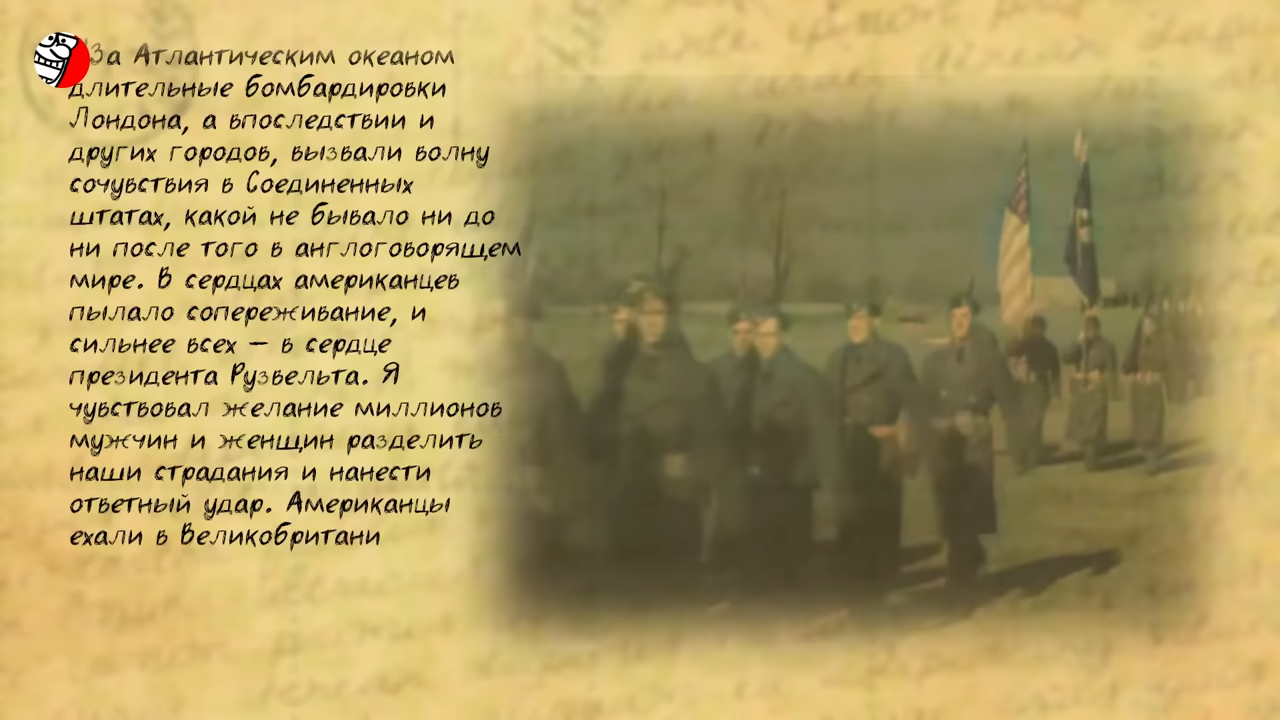 "За Атлантическим океаном
длительные бомбардировки
Лондона, а впоследствии и
других городов, вызвали волну
сочувствия в Соединенных
штатах, какой не бывало ни до
ни после того в англоговорящем
мире. В сердцах американцев
пылало сопереживание, и
сильнее всех – в сердце
президента Рузвельта. Я
чувствовал желание миллионов
мужчин и женщин разделить
наши страдания и нанести
ответный удар. Американцы
ехали в Великобритани